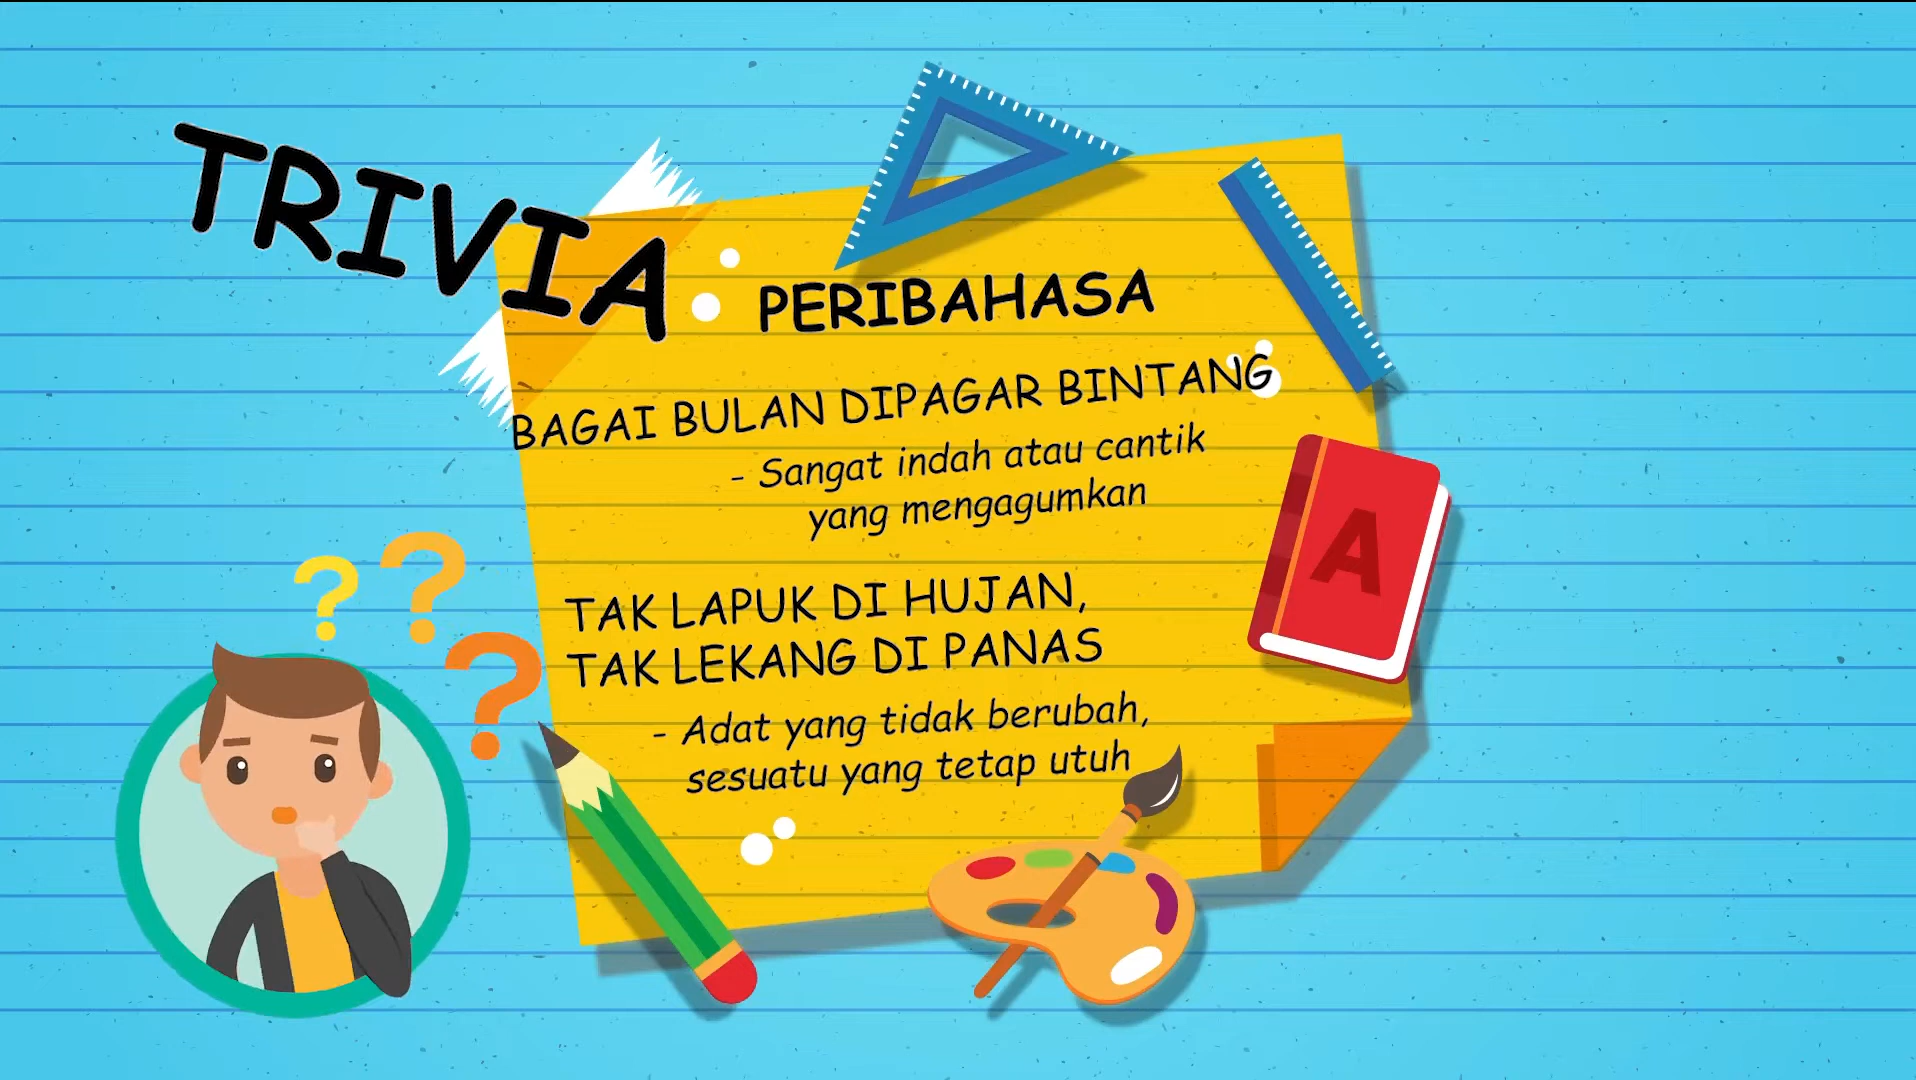 TRIVIA
PERIBAHASA
BAGAI BULAN DIPAGAR BINTANG
- Sangat indah atau cantik
yang mengagumkan
TAK LAPUK DI HUJAN,
TAK LEKANG DI PANAS
- Adat yang tidak berubah,
sesuatu yang tetap utuh
? ? ?
A